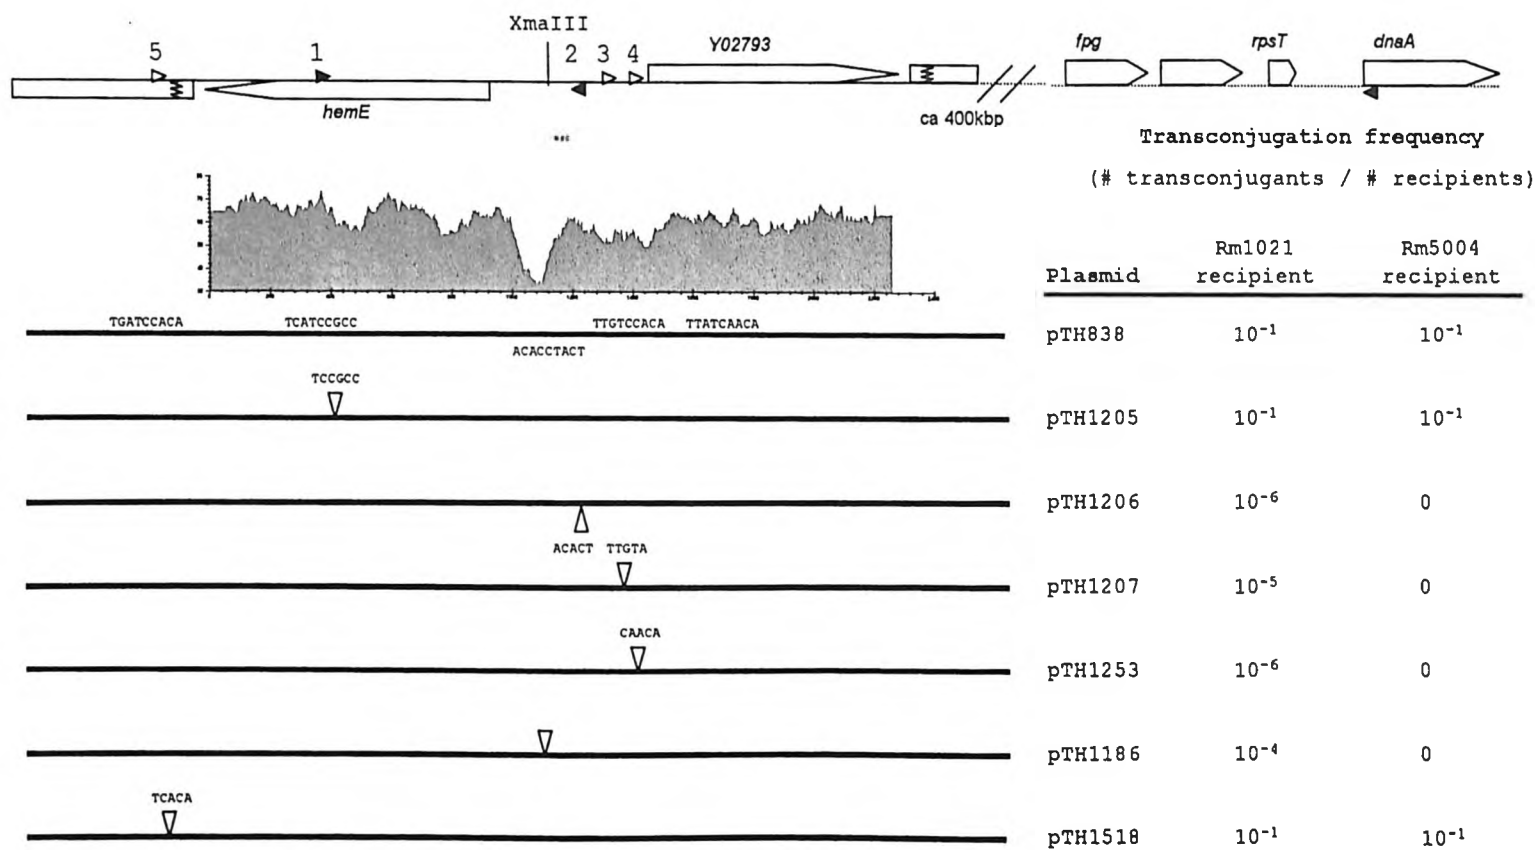 XmaIII
5 1 2 3 4 Y02793 fpg rpsT dnaA
hemE
ca 400kbp
Transconjugation frequency
(# transconjugants / # recipients)
Rm1021 Rm5004
Plasmid recipient recipient
TGATCCACA TCATCCGCC TTGTCCACA TTATCAACA
ACACCTACT
pTH838 10⁻¹ 10⁻¹
TCCGCC
pTH1205 10⁻¹ 10⁻¹
pTH1206 10⁻⁶ 0
ACACT TTGTA
pTH1207 10⁻⁵ 0
CAACA
pTH1253 10⁻⁶ 0
pTH1186 10⁻⁴ 0
TCACA
pTH1518 10⁻¹ 10⁻¹